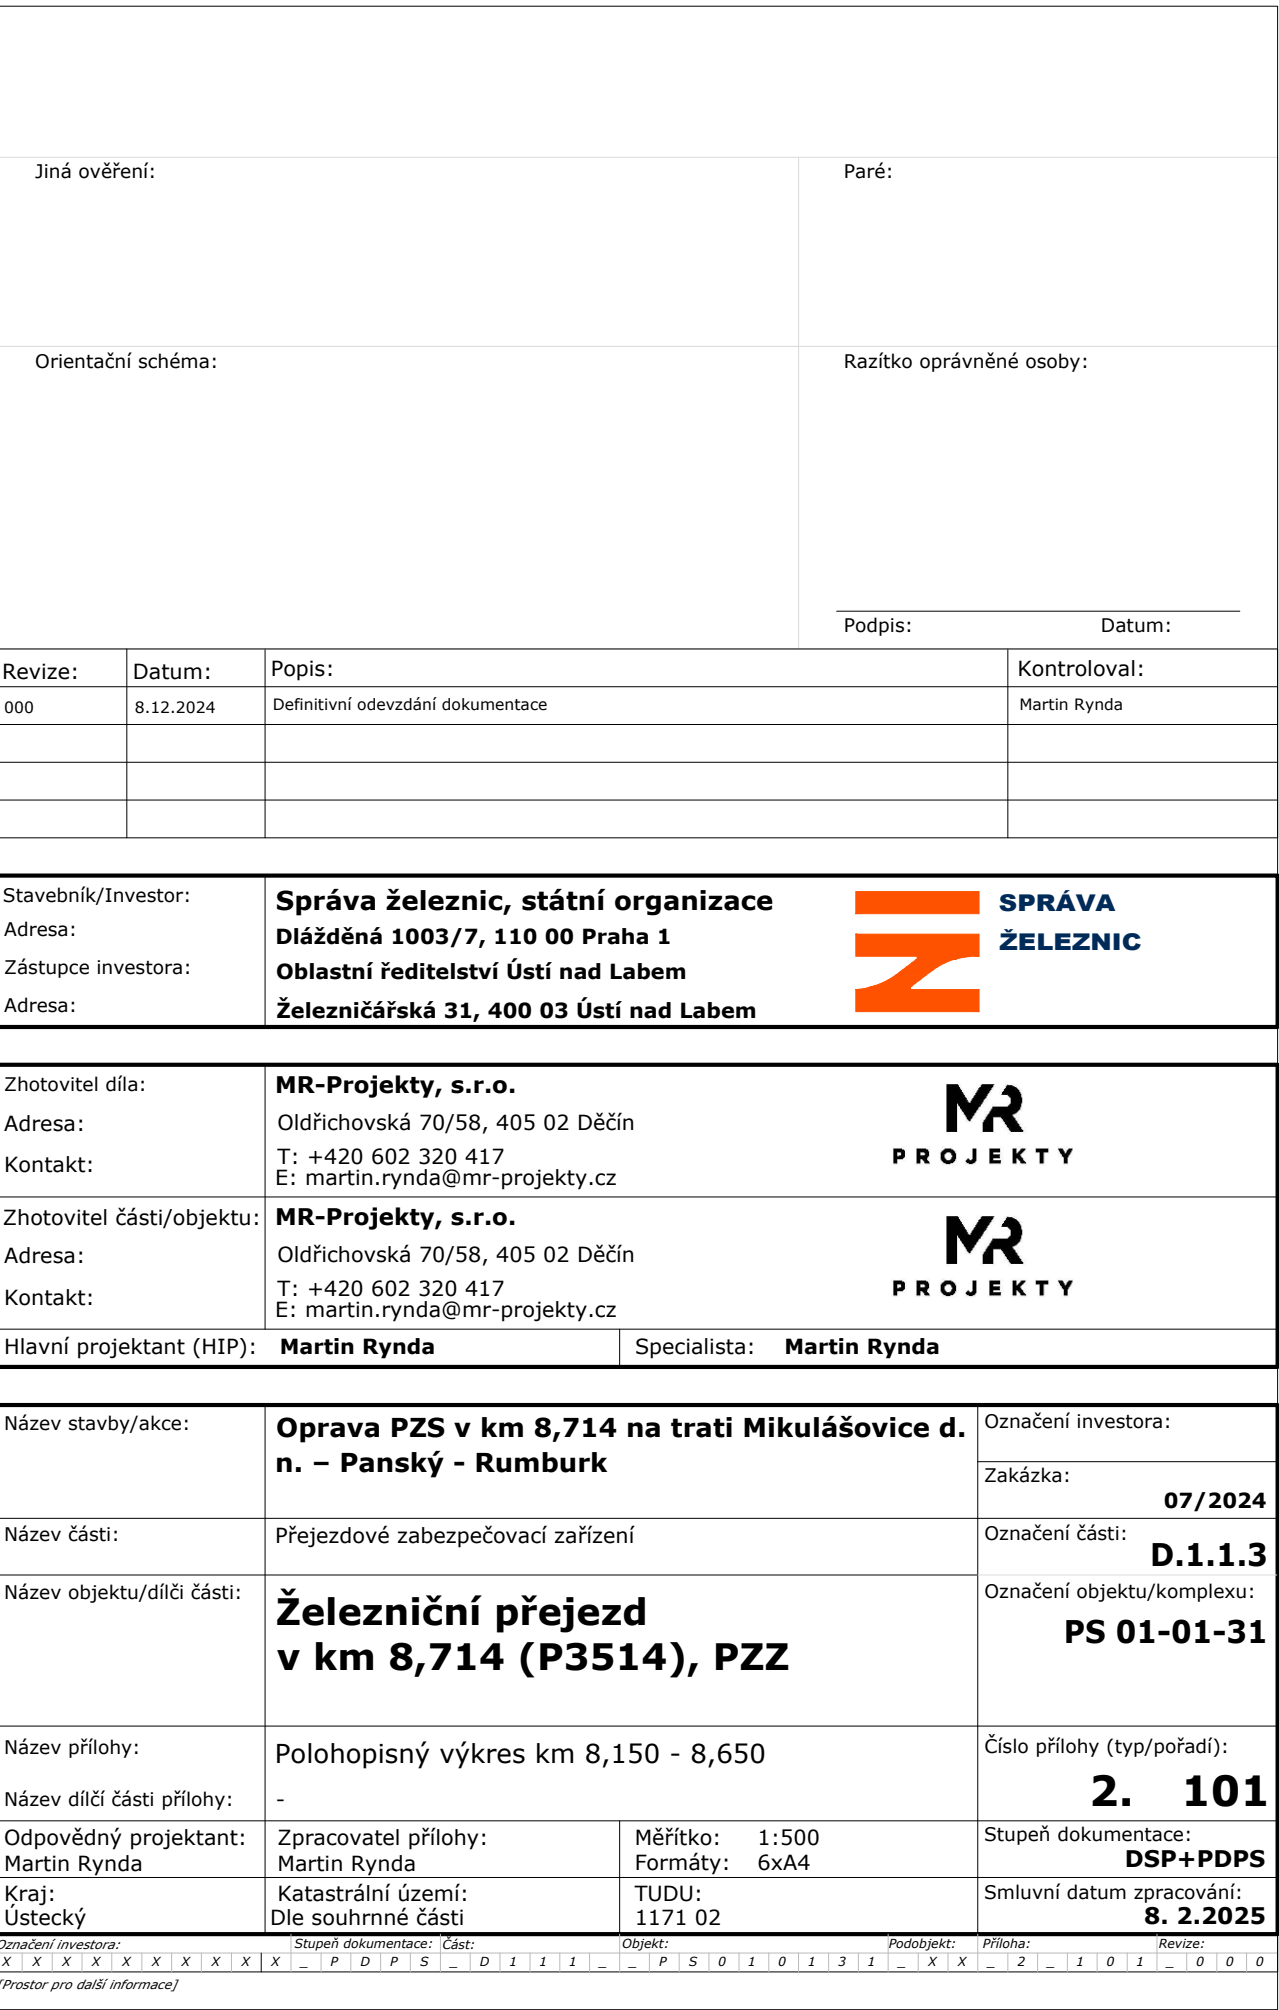 Jiná ověření: Paré:
Orientační schéma: Razítko oprávněné osoby:
Podpis: Datum:
Revize: Datum: Popis: Kontroloval:
000 8.12.2024 Definitivní odevzdání dokumentace Martin Rynda
Stavebník/Investor: Správa železnic, státní organizace
Adresa: Dlážděná 1003/7, 110 00 Praha 1
Zástupce investora: Oblastní ředitelství Ústí nad Labem
Adresa: Železničářská 31, 400 03 Ústí nad Labem
SPRÁVA
ŽELEZNIC
Zhotovitel díla: MR-Projekty, s.r.o.
Adresa: Oldřichovská 70/58, 405 02 Děčín
Kontakt: T: +420 602 320 417
E: martin.rynda@mr-projekty.cz
MR
PROJEKTY
Zhotovitel části/objektu: MR-Projekty, s.r.o.
Adresa: Oldřichovská 70/58, 405 02 Děčín
Kontakt: T: +420 602 320 417
E: martin.rynda@mr-projekty.cz
MR
PROJEKTY
Hlavní projektant (HIP): Martin Rynda Specialista: Martin Rynda
Název stavby/akce: Oprava PZS v km 8,714 na trati Mikulášovice d.
n. – Panský - Rumburk
Označení investora:
Zakázka:
07/2024
Název části: Přejezdové zabezpečovací zařízení
Označení části:
D.1.1.3
Název objektu/dílči části: Železniční přejezd
v km 8,714 (P3514), PZZ
Označení objektu/komplexu:
PS 01-01-31
Název přílohy: Polohopisný výkres km 8,150 - 8,650
Číslo přílohy (typ/pořadí):
2. 101
Název dílčí části přílohy: -
Odpovědný projektant: Zpracovatel přílohy: Měřítko: 1:500 Stupeň dokumentace:
Martin Rynda Martin Rynda Formáty: 6xA4 DSP+PDPS
Kraj: Katastrální území: TUDU: Smluvní datum zpracování:
Ústecký Dle souhrnné části 1171 02 8. 2.2025
Označení investora: Stupeň dokumentace: Část: Objekt: Podobjekt: Příloha: Revize:
X X X X X X X X X X _ P D P S _ D 1 1 1 _ _ P S 0 1 0 1 3 1 _ X X _ 2 _ 1 0 1 _ 0 0 0
[Prostor pro další informace]